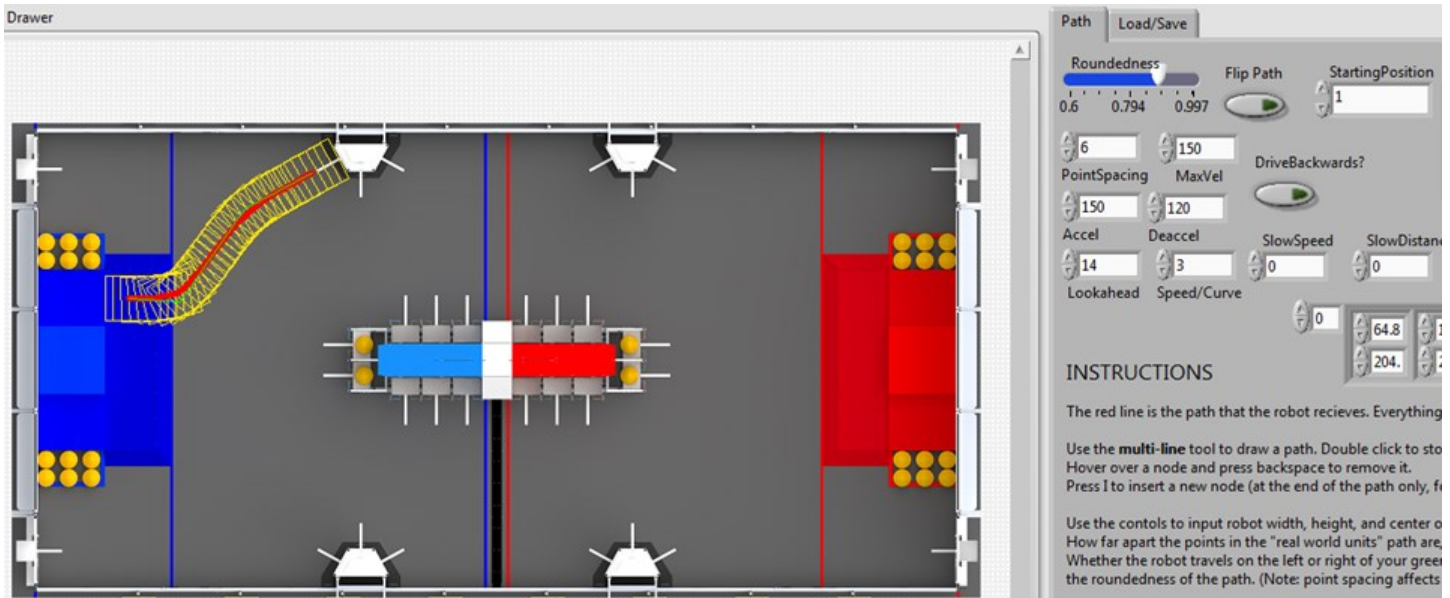 Drawer
Path
Load/Save
Roundedness
Flip Path
StartingPosition
0.6 0.794 0.997
1
6
150
PointSpacing
MaxVel
DriveBackwards?
150
120
Accel
Deaccel
SlowSpeed
SlowDistanc
14
3
0
0
Lookahead
Speed/Curve
0
64.8
1
204.
2
INSTRUCTIONS
The red line is the path that the robot recieves. Everything
Use the multi-line tool to draw a path. Double click to sto
Hover over a node and press backspace to remove it.
Press I to insert a new node (at the end of the path only, fe
Use the contols to input robot width, height, and center o
How far apart the points in the "real world units" path are,
Whether the robot travels on the left or right of your green
the roundedness of the path. (Note: point spacing affects